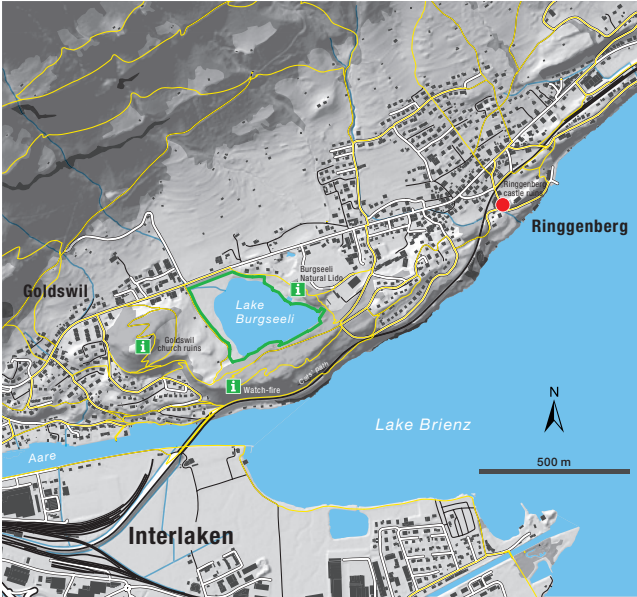 Ringgenberg
castle ruins
Ringgenberg
Burgseeli
Natural Lido
i
Goldswil
Lake
Burgseeli
Goldswil
church ruins
i
i
Watch-fire
Lake Brienz
N
Aare
500 m
Interlaken